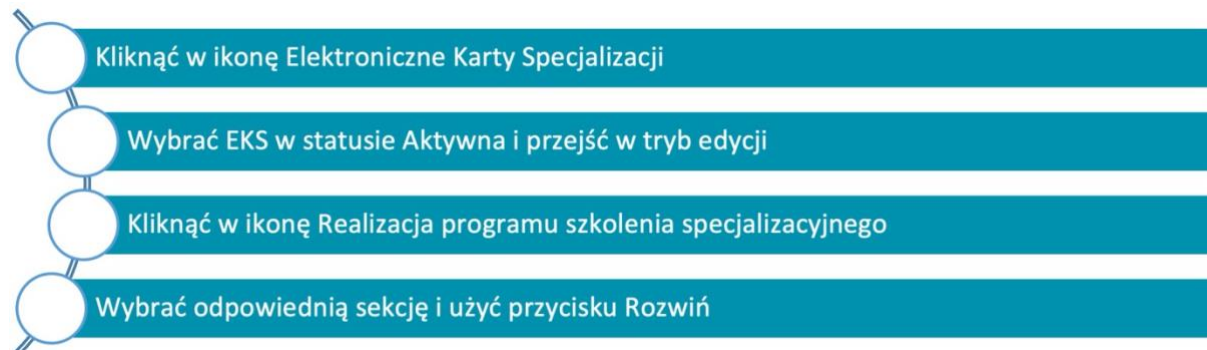 Kliknąć w ikonę Elektroniczne Karty Specjalizacji
Wybrać EKS w statusie Aktywna i przejść w tryb edycji
Kliknąć w ikonę Realizacja programu szkolenia specjalizacyjnego
Wybrać odpowiednią sekcję i użyć przycisku Rozwiń